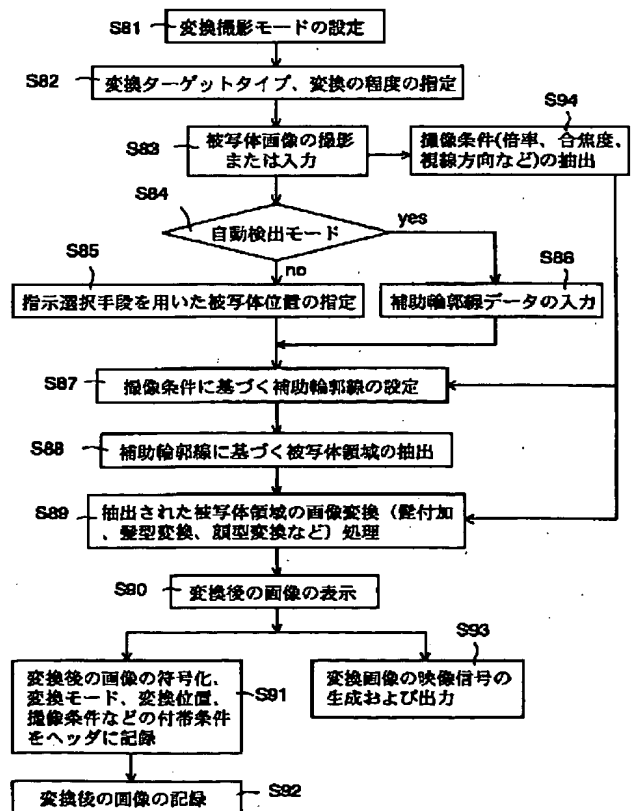 S81
変換撮影モードの設定
S82
変換ターゲットタイプ、変換の程度の指定
S83
被写体画像の撮影
または入力
S94
撮像条件(倍率、合焦度、
視線方向など)の抽出
S84
自動検出モード
yes
no
S85
指示選択手段を用いた被写体位置の指定
S88
補助輪郭線データの入力
S87
撮像条件に基づく補助輪郭線の設定
S88
補助輪郭線に基づく被写体領域の抽出
S89
抽出された被写体領域の画像変換(髭付加
、髪型変換、顔型変換など)処理
S90
変換後の画像の表示
S91
変換後の画像の符号化、
変換モード、変換位置、
撮像条件などの付帯条件
をヘッダに記録
S93
変換画像の映像信号の
生成および出力
S92
変換後の画像の記録